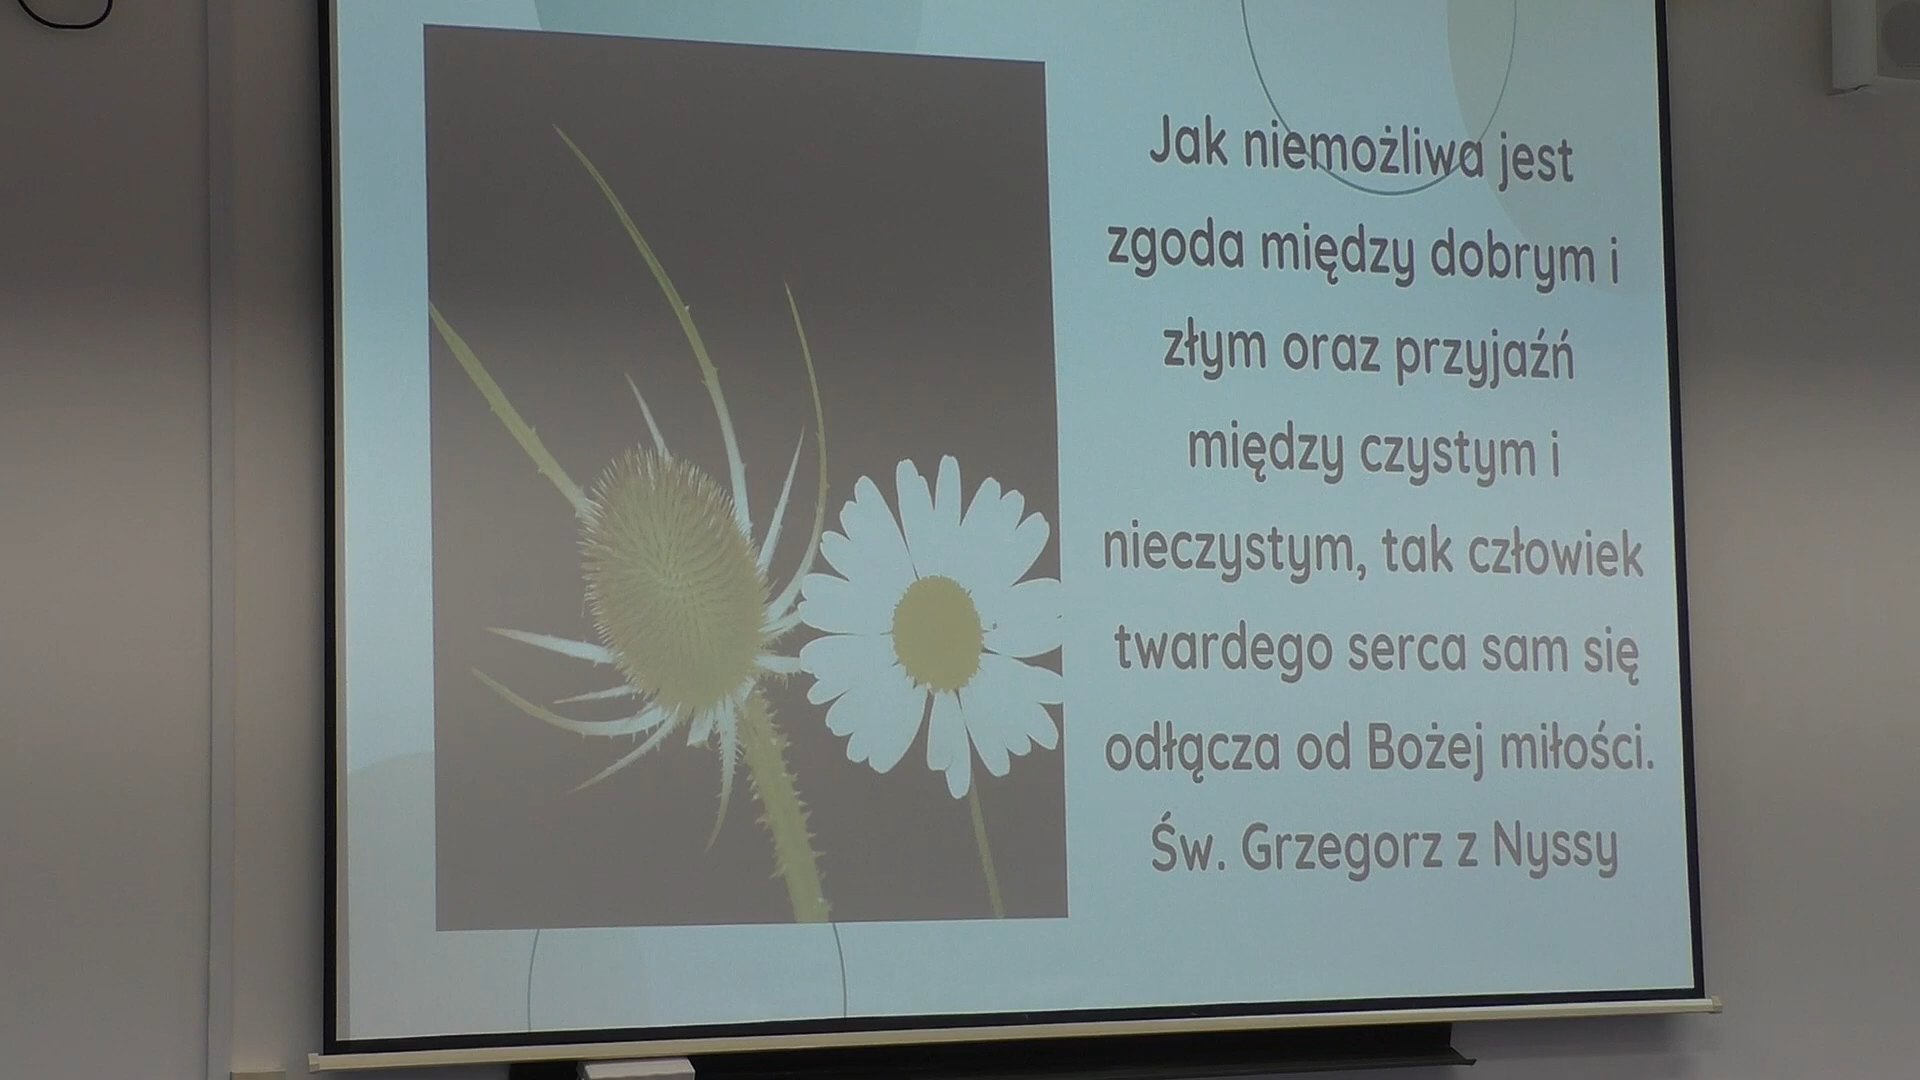 Jak niemożliwa jest
zgoda między dobrym i
złym oraz przyjaźń
między czystym i
nieczystym, tak człowiek
twardego serca sam się
odłącza od Bożej miłości.
Św. Grzegorz z Nyssy